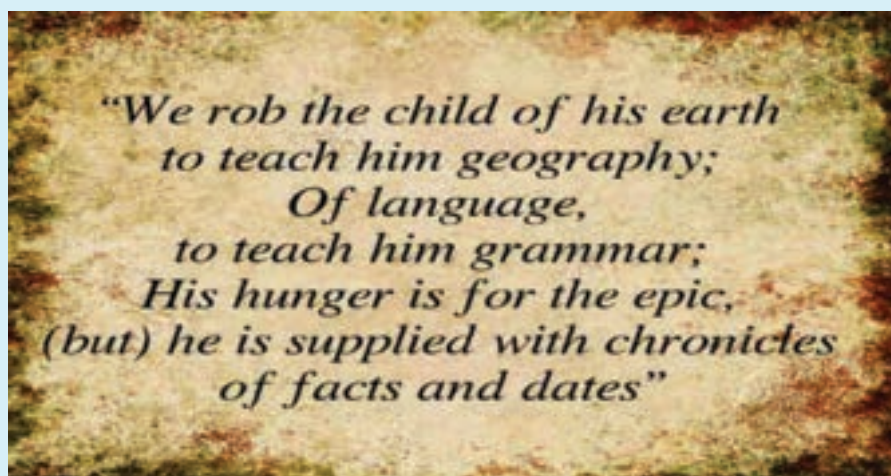 “We rob the child of his earth
to teach him geography;
Of language,
to teach him grammar;
His hunger is for the epic,
(but) he is supplied with chronicles
of facts and dates”